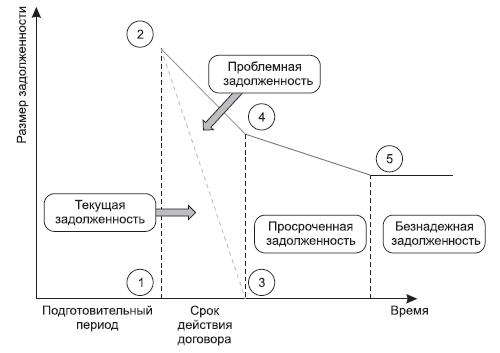 Размер задолженности
2
Проблемная
задолженность
4
5
Текущая
задолженность
Просроченная
задолженность
Безнадежная
задолженность
1
3
Подготовительный
период
Срок
действия
договора
Время